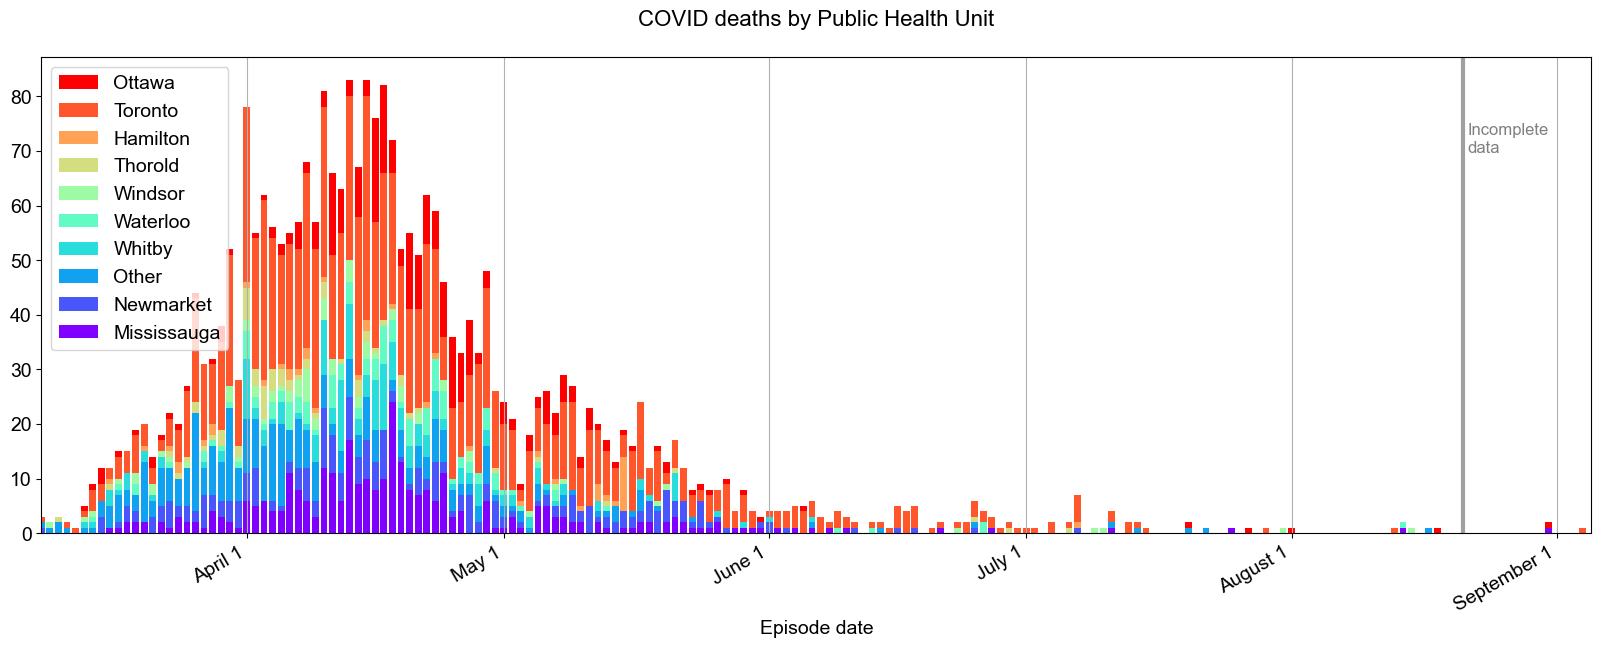 COVID deaths by Public Health Unit
80
70
60
50
40
30
20
10
0
Ottawa
Toronto
Hamilton
Thorold
Windsor
Waterloo
Whitby
Other
Newmarket
Mississauga
Incomplete
data
April 1
May 1
June 1
July 1
August 1
September 1
Episode date